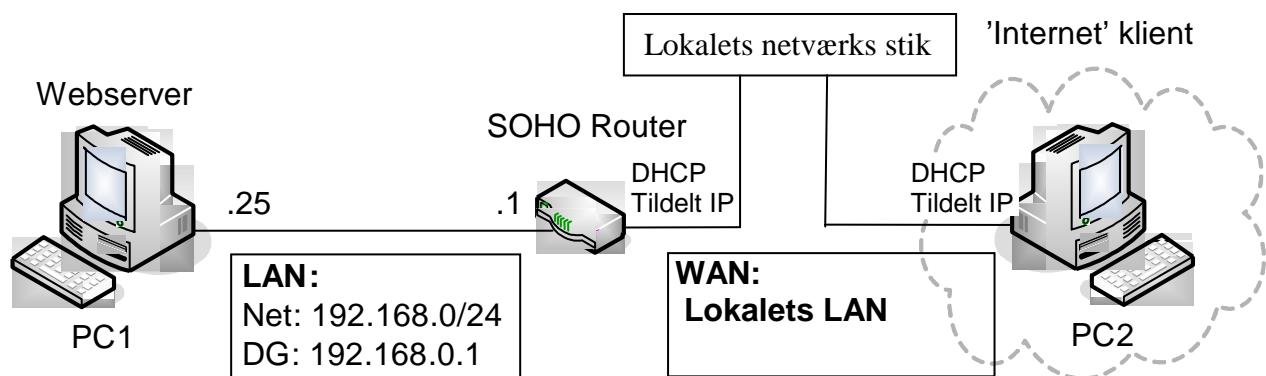 Lokalets netværks stik
'Internet' klient
Webserver
SOHO Router
DHCP
Tildelt IP
DHCP
Tildelt IP
.25
.1
LAN:
Net: 192.168.0/24
DG: 192.168.0.1
WAN:
Lokalets LAN
PC1
PC2